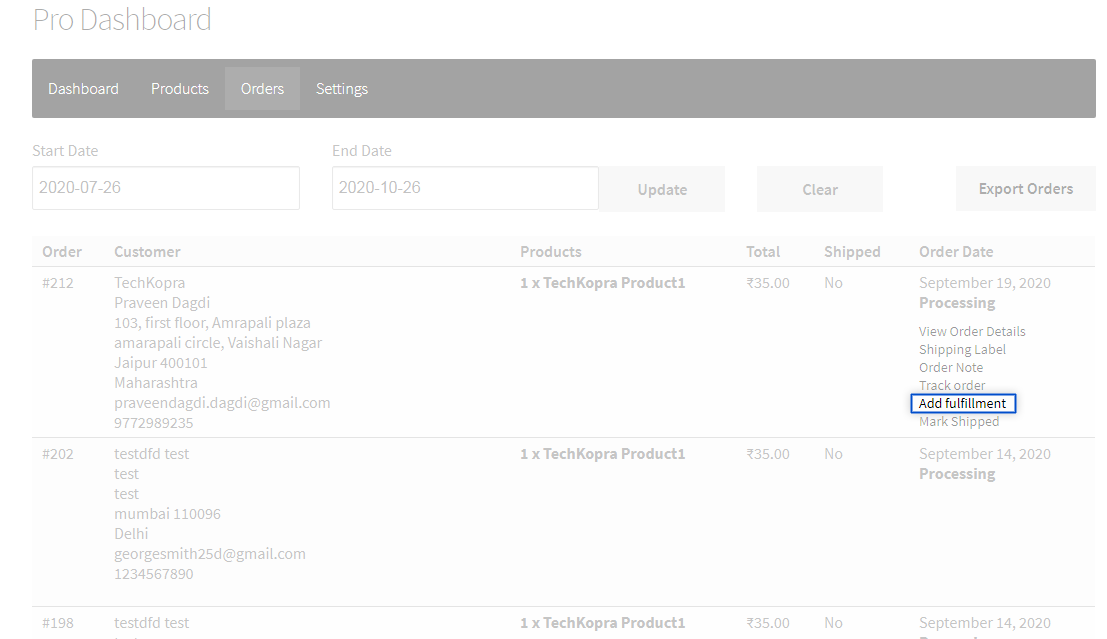 Pro Dashboard
Dashboard Products Orders Settings
Start Date End Date
2020-07-26 2020-10-26 Update Clear Export Orders
Order Customer Products Total Shipped Order Date
#212 TechKopra 1 x TechKopra Product1 ₹35.00 No September 19, 2020
Praveen Dagdi Processing
103, first floor, Amrapali plaza
amarapali circle, Vaishali Nagar View Order Details
Jaipur 400101 Shipping Label
Maharashtra Order Note
Track order
praveendagdi.dagdi@gmail.com Add fulfillment
9772989235 Mark Shipped
#202 testdfd test 1 x TechKopra Product1 ₹35.00 No September 14, 2020
test Processing
test
mumbai 110096
Delhi
georgesmith25d@gmail.com
1234567890
#198 testdfd test 1 x TechKopra Product1 ₹35.00 No September 14, 2020